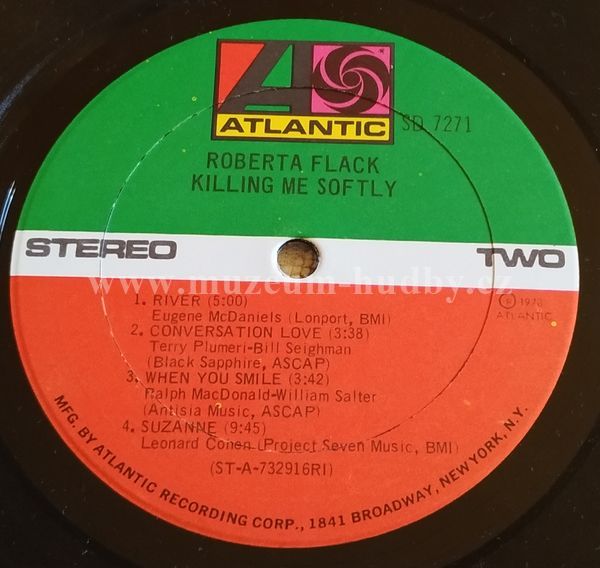 ATLANTIC
SD 7271
ROBERTA FLACK
KILLING ME SOFTLY
STEREO
TWO
www.muzeum-hudby.cz
1. RIVER (5:00)
Eugene McDaniels (Lonport, BMI)
2. CONVERSATION LOVE (3:38)
Terry Plumeri-Bill Seighman
(Black Sapphire, ASCAP)
3. WHEN YOU SMILE (3:42)
Ralph MacDonald-William Salter
(Antisia Music, ASCAP)
4. SUZANNE (9:45)
Leonard Cohen (Project Seven Music, BMI)
(ST-A-732916RI)
℗ 1973
ATLANTIC
MFG. BY ATLANTIC RECORDING CORP., 1841 BROADWAY, NEW YORK, N.Y.